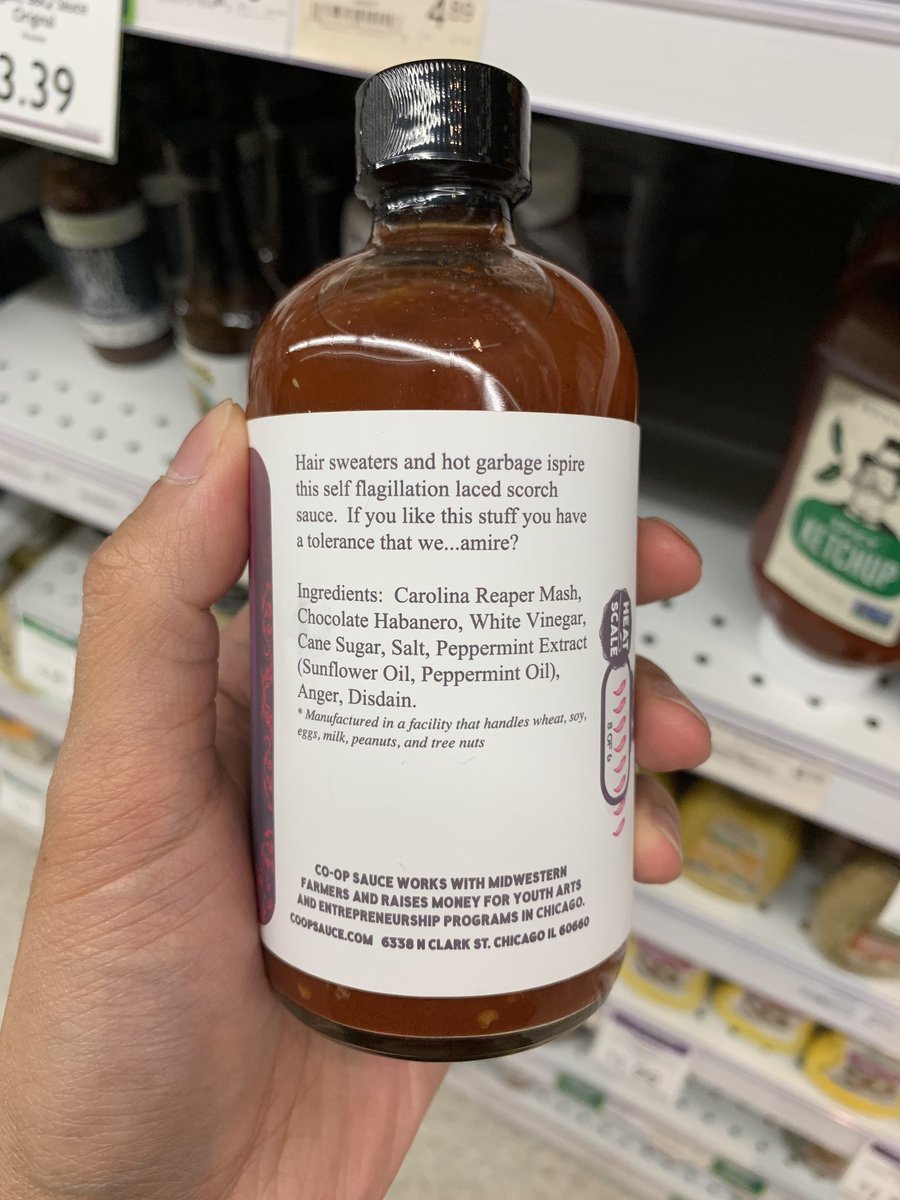 Original
3.39
4.89
Hair sweaters and hot garbage ispire
this self flagillation laced scorch
sauce. If you like this stuff you have
a tolerance that we...amire?
Ingredients: Carolina Reaper Mash,
Chocolate Habanero, White Vinegar,
Cane Sugar, Salt, Peppermint Extract
(Sunflower Oil, Peppermint Oil),
Anger, Disdain.
* Manufactured in a facility that handles wheat, soy,
eggs, milk, peanuts, and tree nuts
HEAT
SCALE
8 OF 6
CO-OP SAUCE WORKS WITH MIDWESTERN
FARMERS AND RAISES MONEY FOR YOUTH ARTS
AND ENTREPRENEURSHIP PROGRAMS IN CHICAGO.
COOPSAUCE.COM 6338 N CLARK ST. CHICAGO IL 60660
KETCHUP